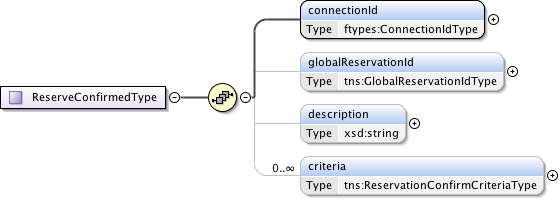 connectionId
Type ftypes:ConnectionIdType
globalReservationId
Type tns:GlobalReservationIdType
ReserveConfirmedType
description
Type xsd:string
0..∞
criteria
Type tns:ReservationConfirmCriteriaType